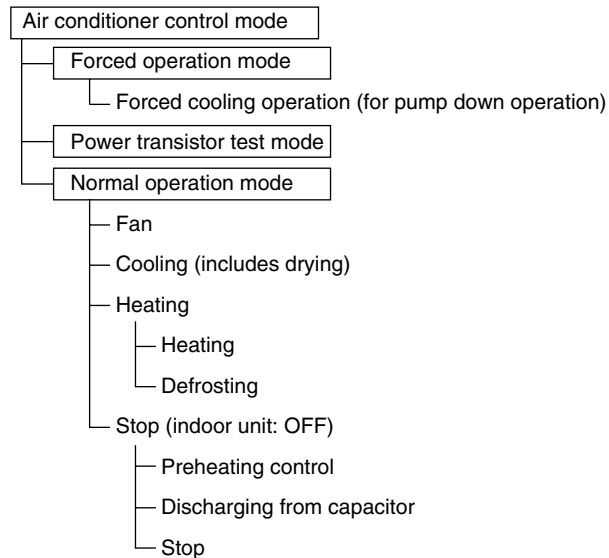 Air conditioner control mode
Forced operation mode
Forced cooling operation (for pump down operation)
Power transistor test mode
Normal operation mode
Fan
Cooling (includes drying)
Heating
Heating
Defrosting
Stop (indoor unit: OFF)
Preheating control
Discharging from capacitor
Stop